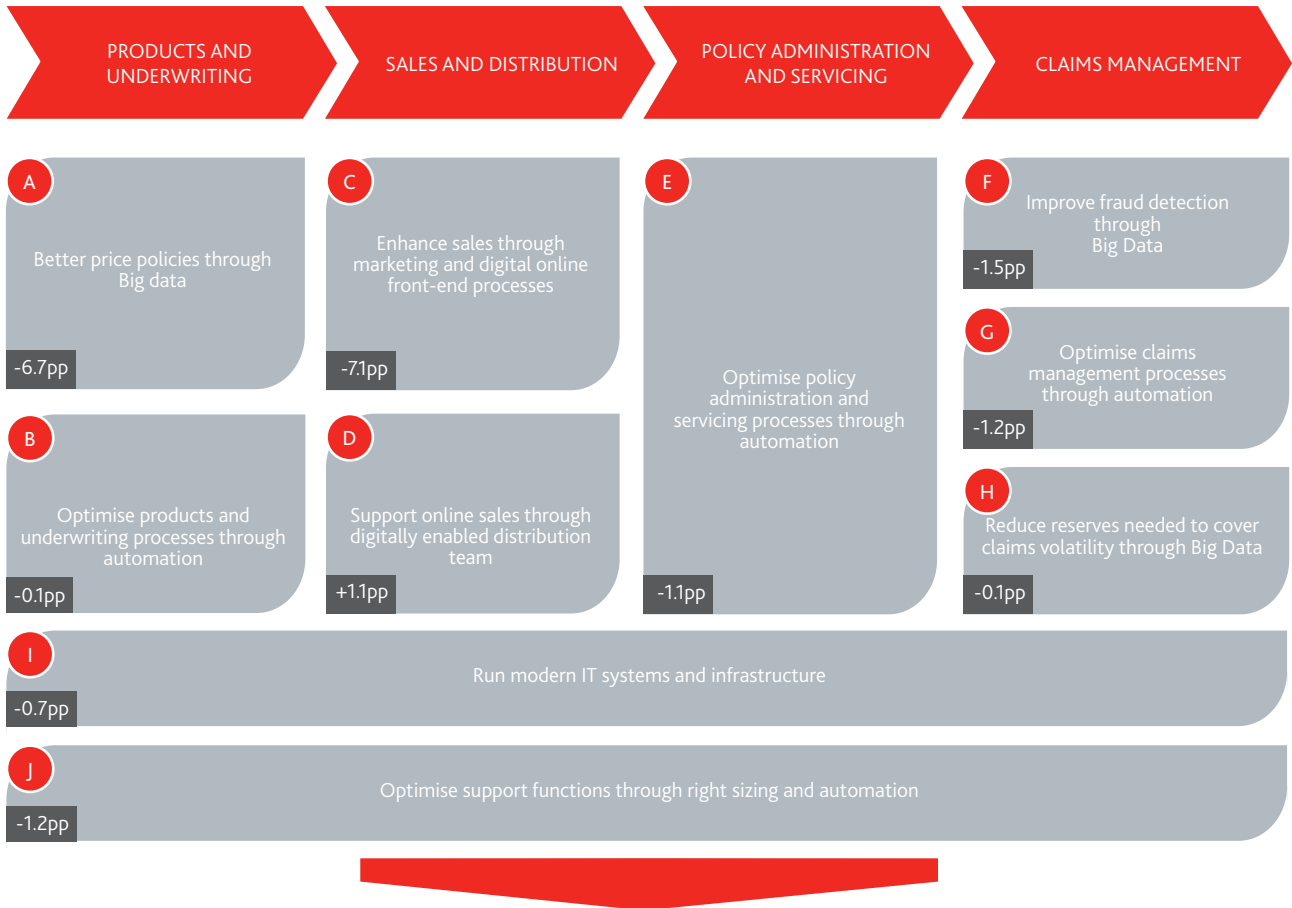 PRODUCTS AND
UNDERWRITING
SALES AND DISTRIBUTION
POLICY ADMINISTRATION
AND SERVICING
CLAIMS MANAGEMENT
A
Better price policies through
Big data
-6.7pp
B
Optimise products and
underwriting processes through
automation
-0.1pp
C
Enhance sales through
marketing and digital online
front-end processes
-7.1pp
D
Support online sales through
digitally enabled distribution
team
+1.1pp
E
Optimise policy
administration and
servicing processes through
automation
-1.1pp
F
Improve fraud detection
through
Big Data
-1.5pp
G
Optimise claims
management processes
through automation
-1.2pp
H
Reduce reserves needed to cover
claims volatility through Big Data
-0.1pp
I
Run modern IT systems and infrastructure
-0.7pp
J
Optimise support functions through right sizing and automation
-1.2pp